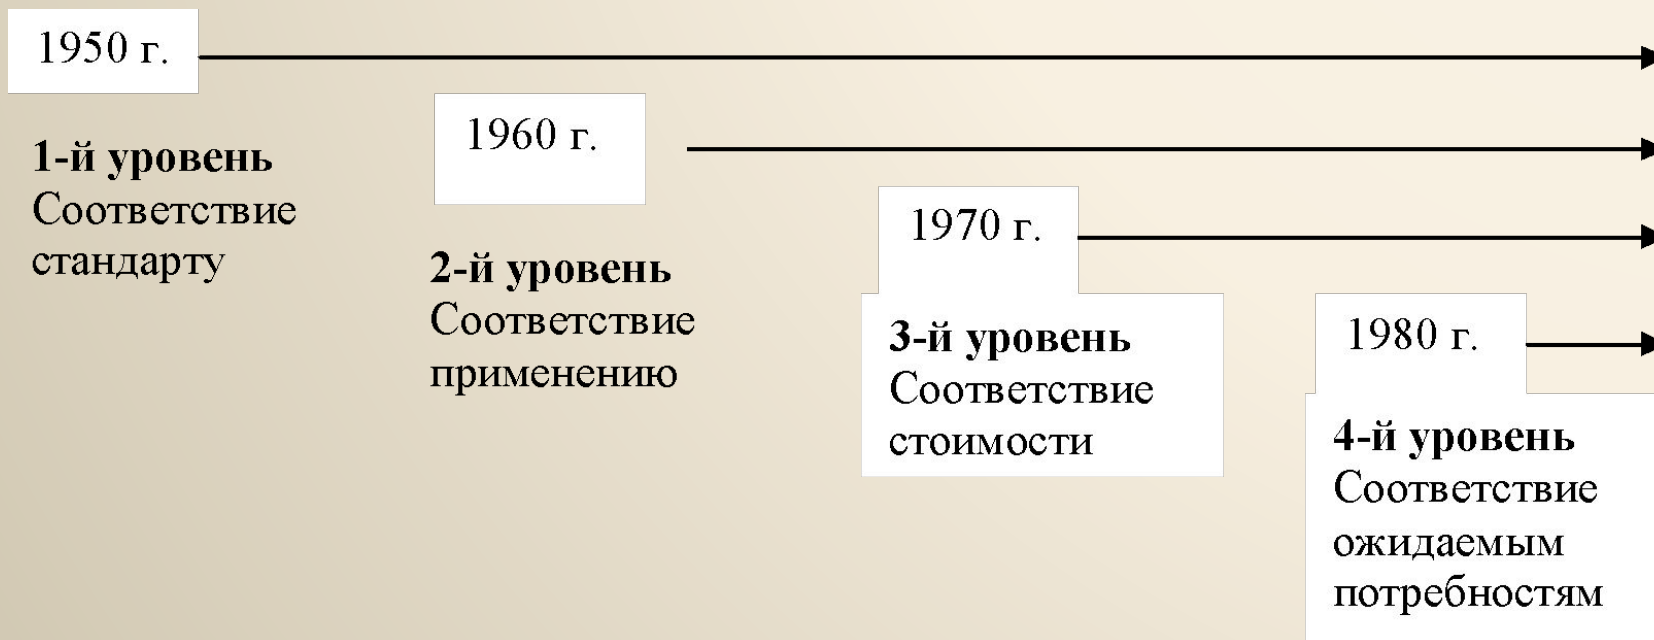 1950 г.
1-й уровень
Соответствие
стандарту
1960 г.
2-й уровень
Соответствие
применению
1970 г.
3-й уровень
Соответствие
стоимости
1980 г.
4-й уровень
Соответствие
ожидаемым
потребностям